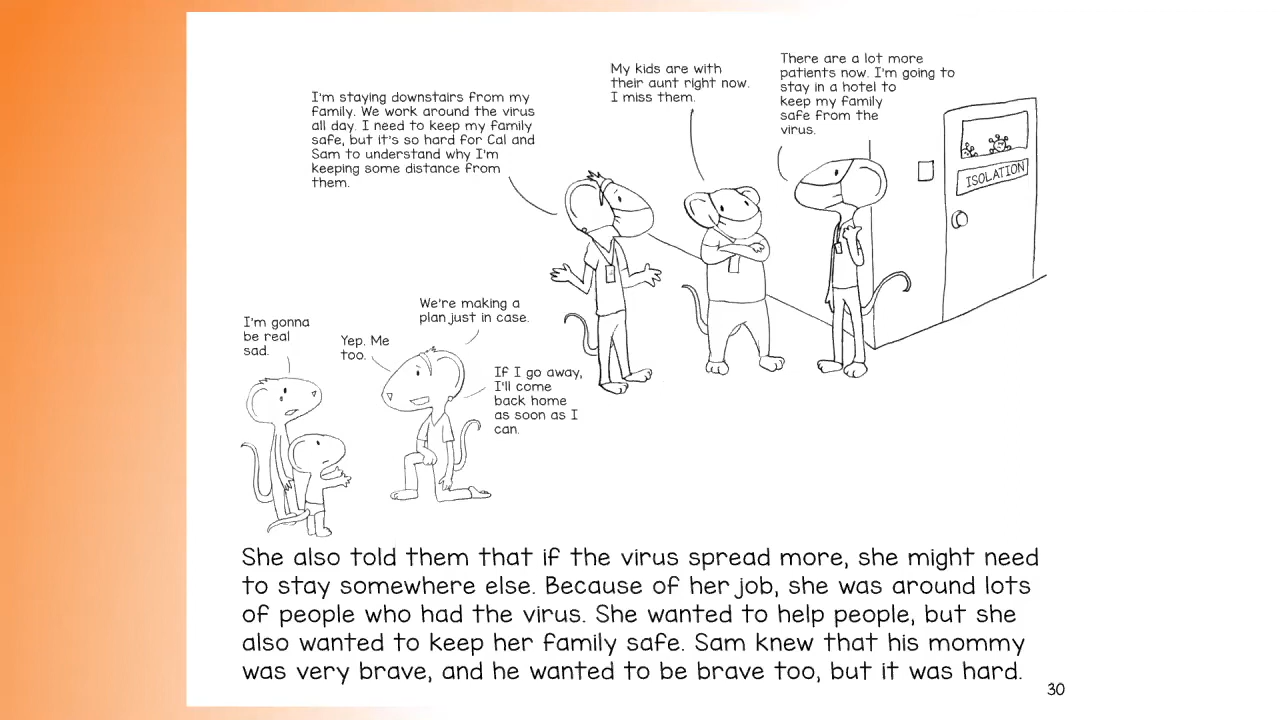 I'm staying downstairs from my
family. We work around the virus
all day. I need to keep my family
safe, but it's so hard for Cal and
Sam to understand why I'm
keeping some distance from
them.
My kids are with
their aunt right now.
I miss them.
There are a lot more
patients now. I'm going to
stay in a hotel to
keep my family
safe from the
virus.
ISOLATION
I'm gonna
be real
sad.
Yep. Me
too.
We're making a
plan just in case.
If I go away,
I'll come
back home
as soon as I
can.
She also told them that if the virus spread more, she might need
to stay somewhere else. Because of her job, she was around lots
of people who had the virus. She wanted to help people, but she
also wanted to keep her family safe. Sam knew that his mommy
was very brave, and he wanted to be brave too, but it was hard.
30